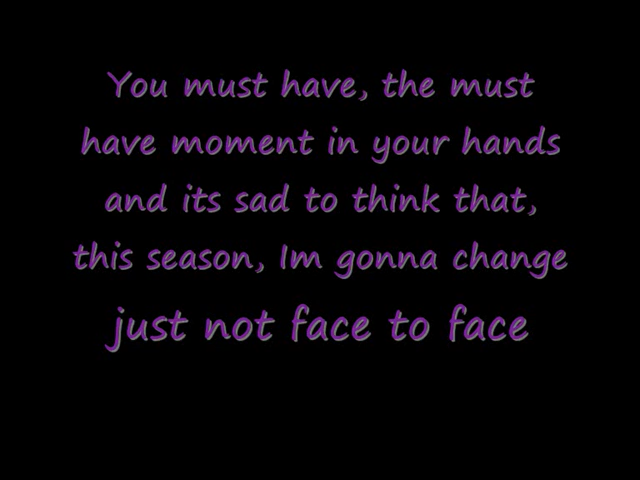 You must have, the must
have moment in your hands
and its sad to think that,
this season, Im gonna change
just not face to face